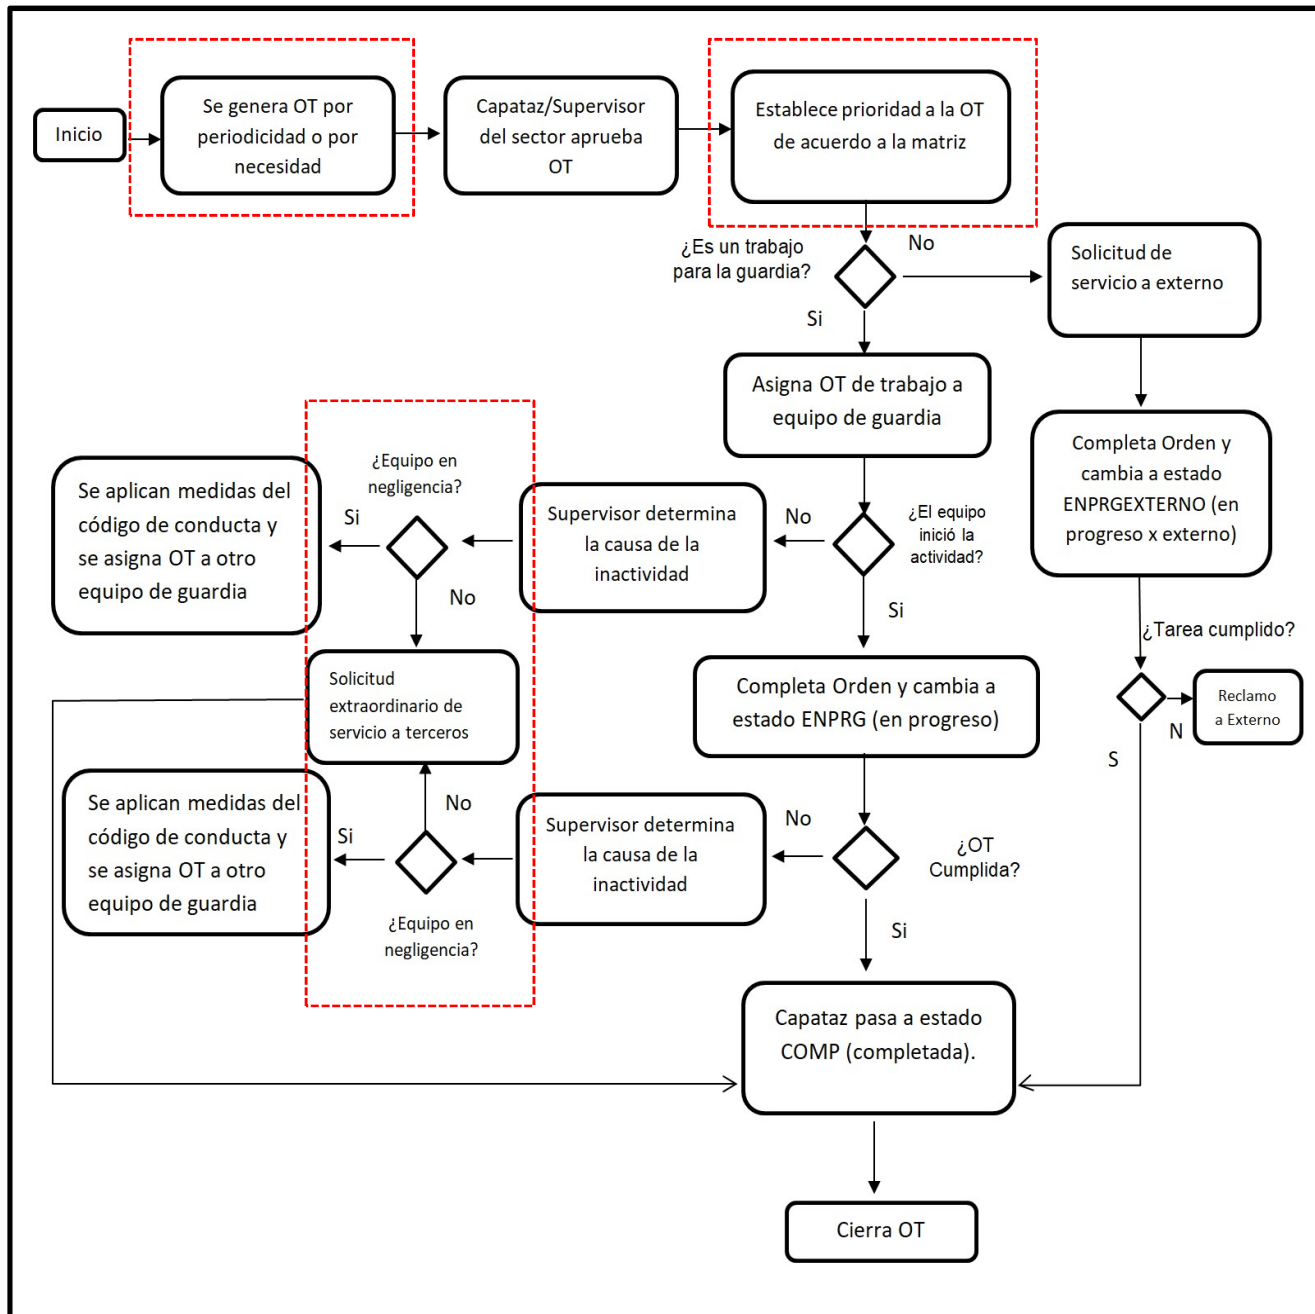 Inicio
Se genera OT por
periodicidad o por
necesidad
Capataz/Supervisor
del sector aprueba
OT
Establece prioridad a la OT
de acuerdo a la matriz
¿Es un trabajo
para la guardia?
No
Si
Solicitud de
servicio a externo
Asigna OT de trabajo a
equipo de guardia
Completa Orden y
cambia a estado
ENPRGEXTERNO (en
progreso x externo)
¿El equipo
inició la
actividad?
No
Si
Supervisor determina
la causa de la
inactividad
¿Equipo en
negligencia?
Si
No
Se aplican medidas del
código de conducta y
se asigna OT a otro
equipo de guardia
Solicitud
extraordinario de
servicio a terceros
Completa Orden y cambia a
estado ENPRG (en progreso)
¿Tarea cumplido?
N
S
Reclamo
a Externo
¿OT
Cumplida?
No
Si
Supervisor determina
la causa de la
inactividad
No
Si
¿Equipo en
negligencia?
Se aplican medidas del
código de conducta y
se asigna OT a otro
equipo de guardia
Capataz pasa a estado
COMP (completada).
Cierra OT